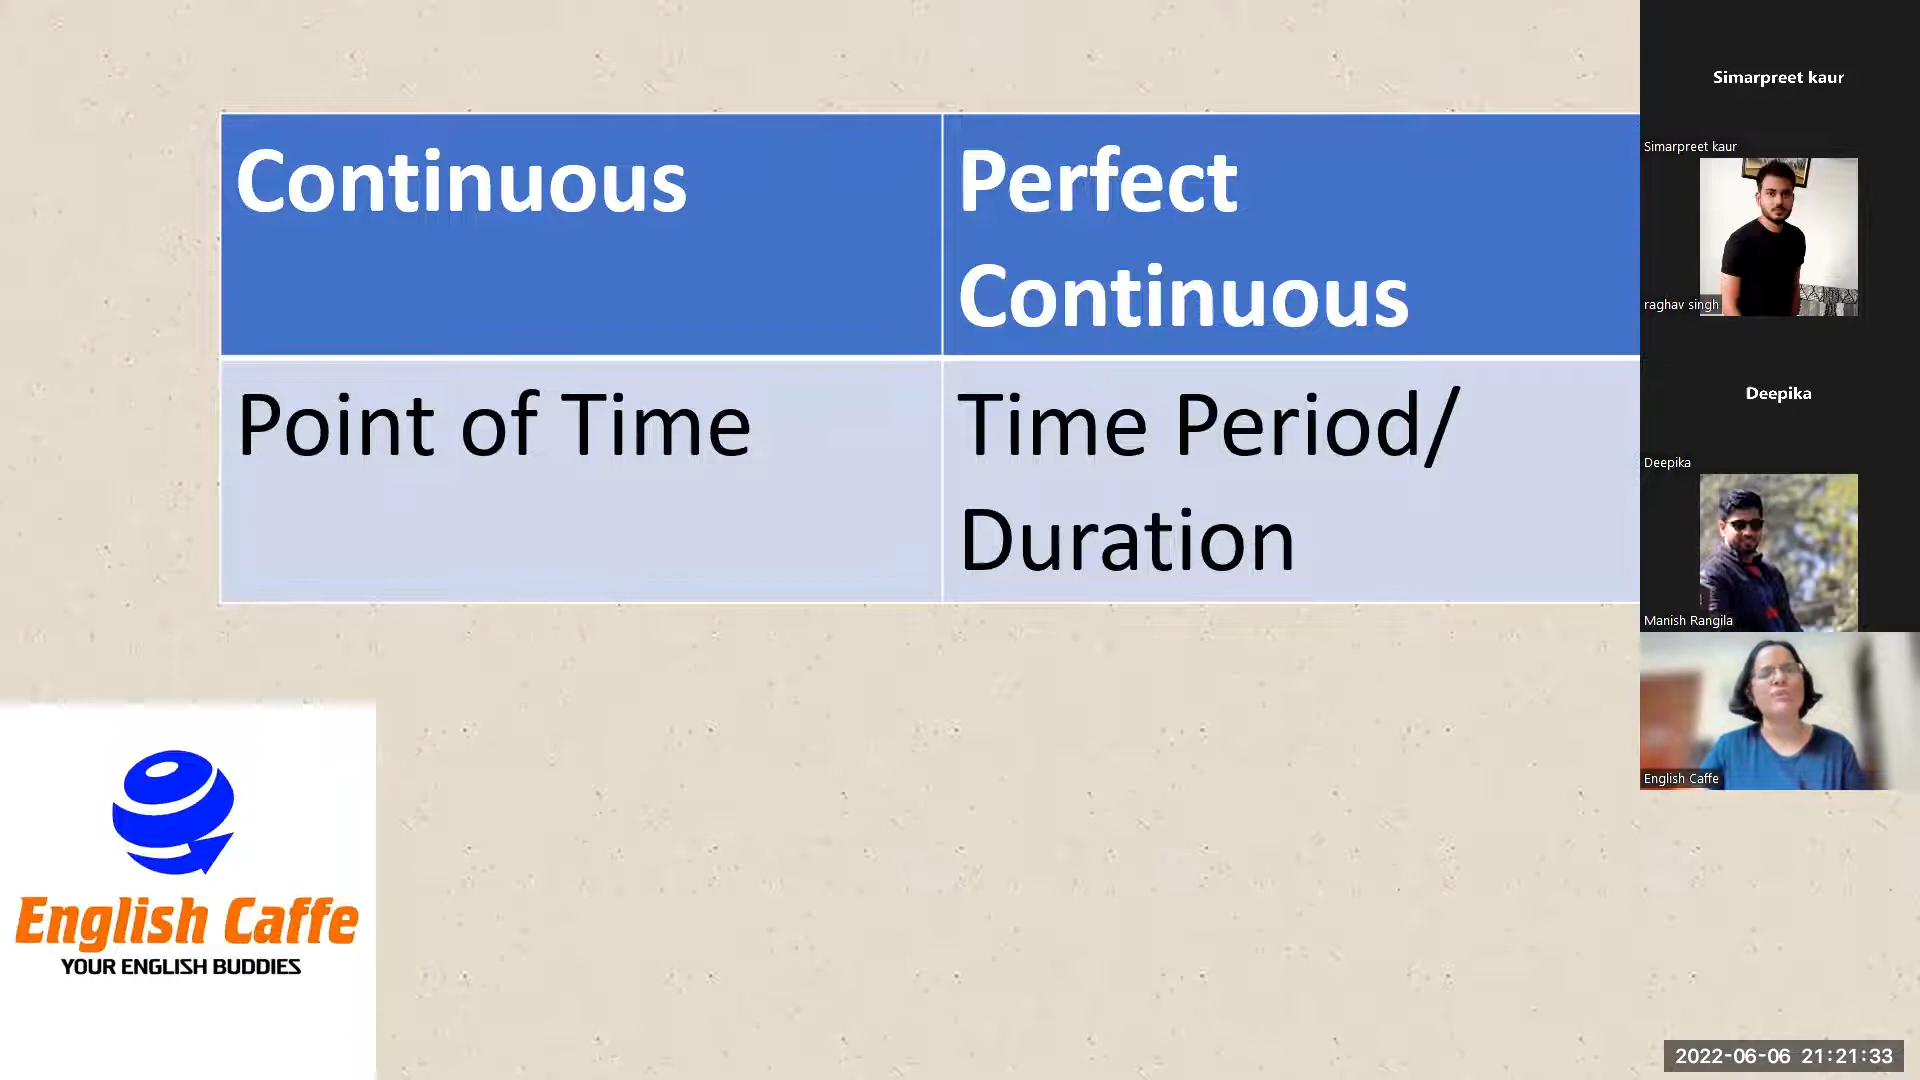 Continuous
Perfect
Continuous
Point of Time
Time Period/
Duration
English Caffe
YOUR ENGLISH BUDDIES
Simarpreet kaur
Simarpreet kaur
raghav singh
Deepika
Deepika
Manish Rangila
English Caffe
2022-06-06 21:21:33